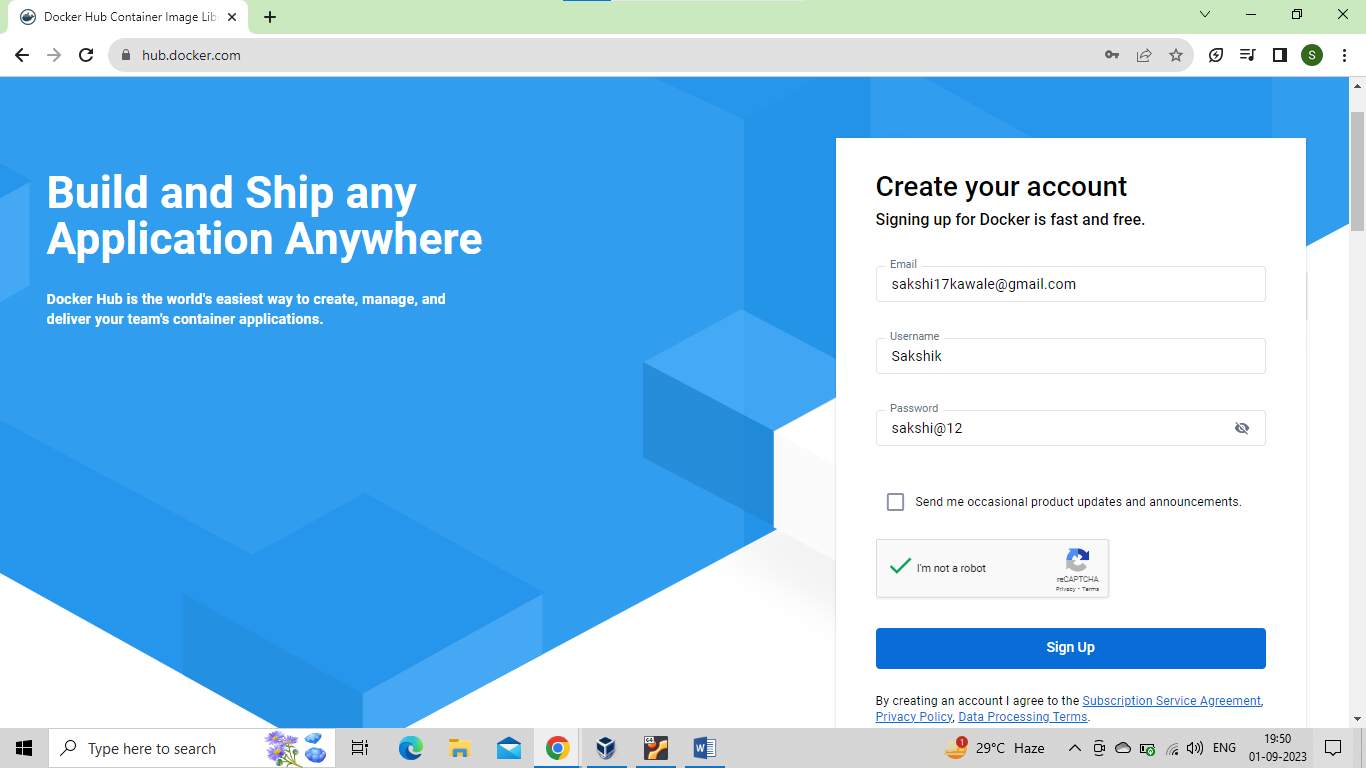 Docker Hub Container Image Lib
hub.docker.com
S
Build and Ship any
Application Anywhere
Docker Hub is the world's easiest way to create, manage, and
deliver your team's container applications.
Create your account
Signing up for Docker is fast and free.
Email
sakshi17kawale@gmail.com
Username
Sakshik
Password
sakshi@12
Send me occasional product updates and announcements.
I'm not a robot
reCAPTCHA
Privacy - Terms
Sign Up
By creating an account I agree to the Subscription Service Agreement,
Privacy Policy, Data Processing Terms.
Type here to search
64
W
1
29°C Haze
ENG
19:50
01-09-2023